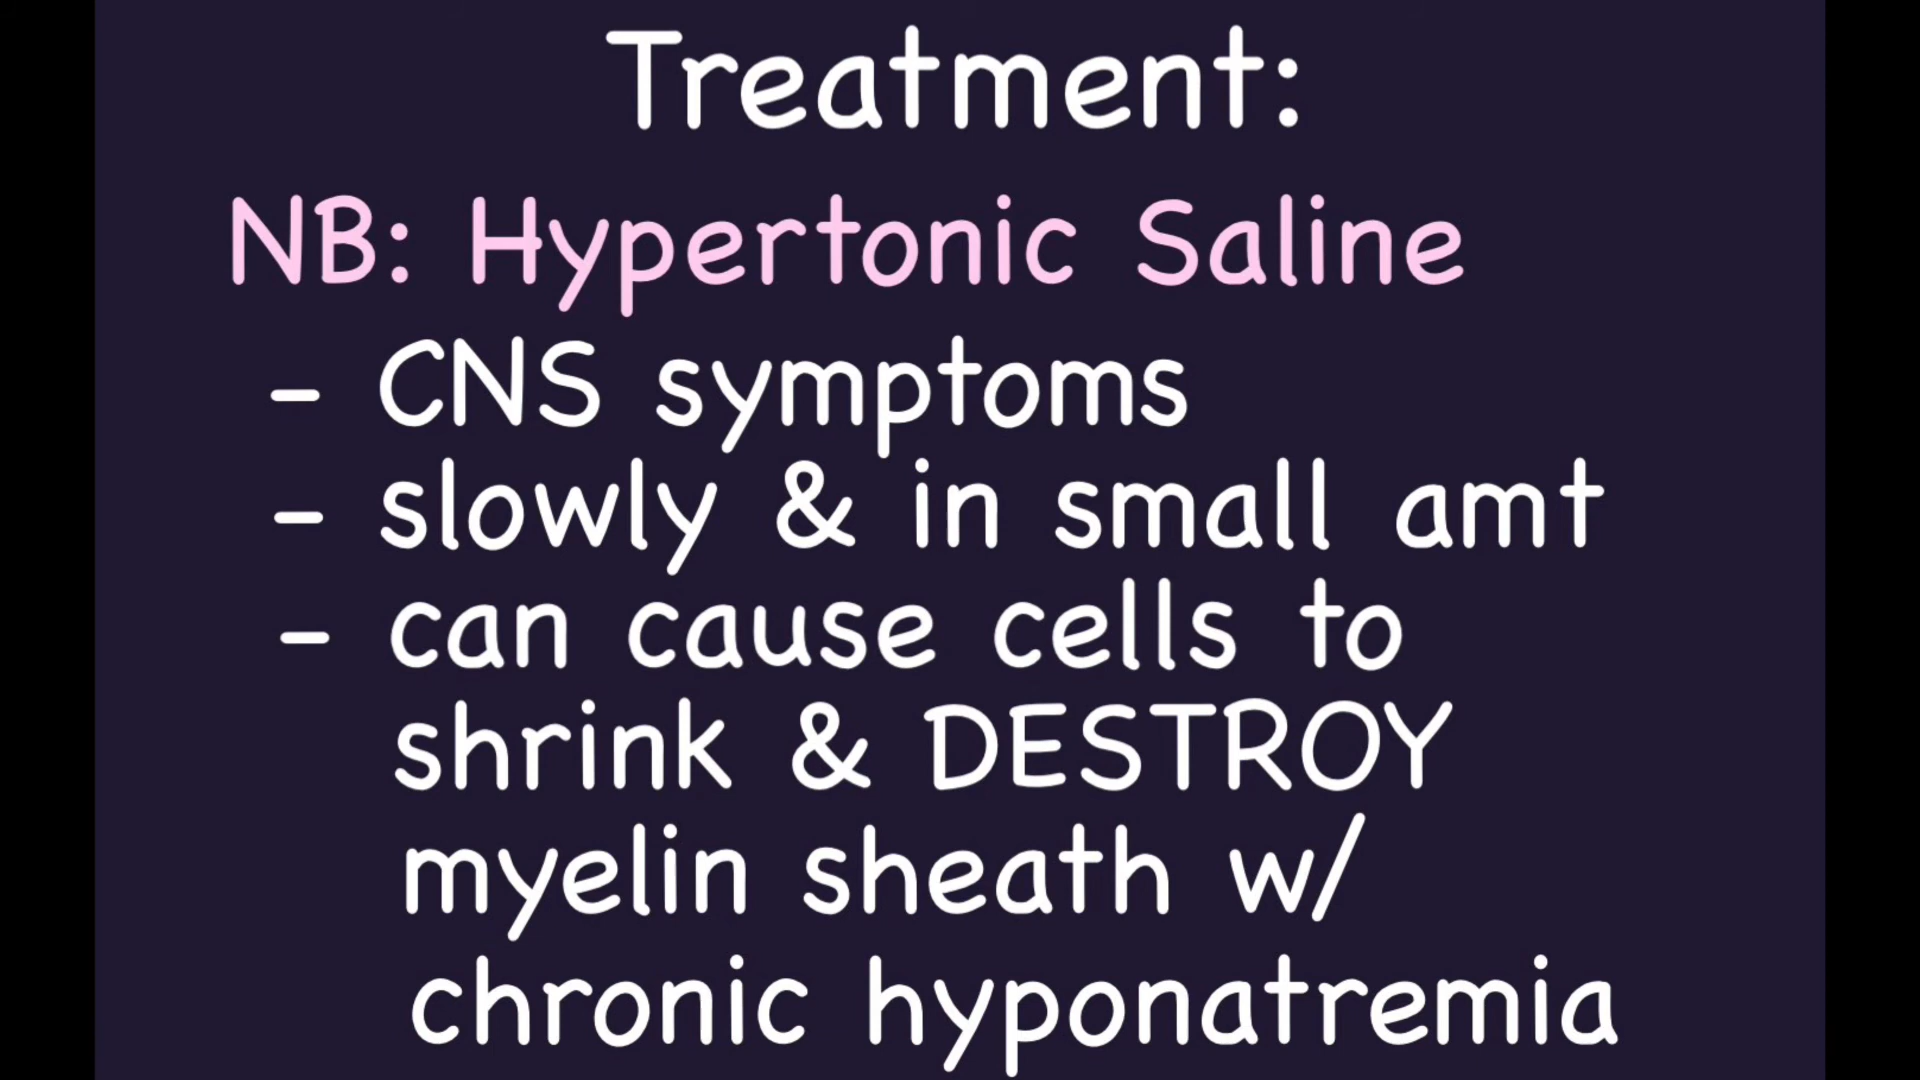 Treatment:
NB: Hypertonic Saline
- CNS symptoms
- slowly & in small amt
- can cause cells to
shrink & DESTROY
myelin sheath w/
chronic hyponatremia